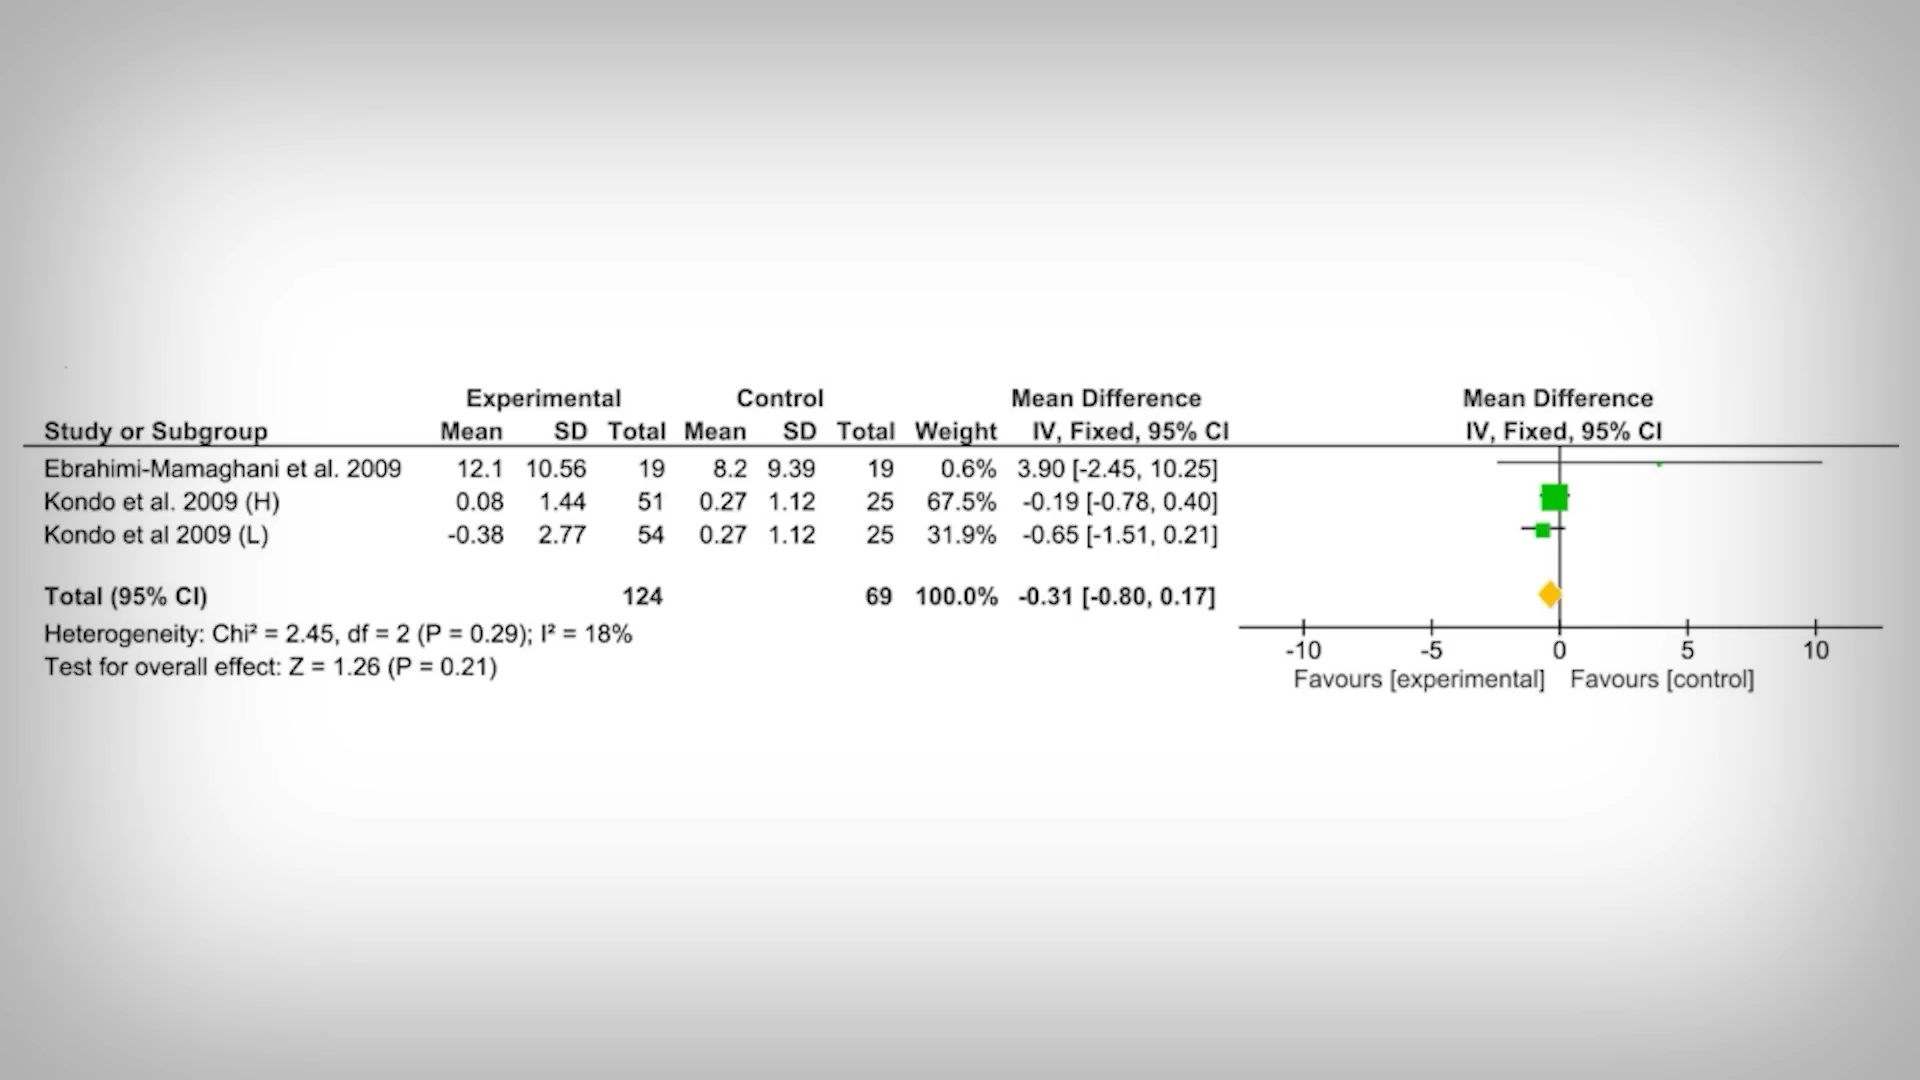 Experimental Control Mean Difference Mean Difference
Study or Subgroup Mean SD Total Mean SD Total Weight IV, Fixed, 95% CI IV, Fixed, 95% CI
Ebrahimi-Mamaghani et al. 2009 12.1 10.56 19 8.2 9.39 19 0.6% 3.90 [-2.45, 10.25]
Kondo et al. 2009 (H) 0.08 1.44 51 0.27 1.12 25 67.5% -0.19 [-0.78, 0.40]
Kondo et al 2009 (L) -0.38 2.77 54 0.27 1.12 25 31.9% -0.65 [-1.51, 0.21]
Total (95% CI) 124 69 100.0% -0.31 [-0.80, 0.17]
Heterogeneity: Chi² = 2.45, df = 2 (P = 0.29); I² = 18%
Test for overall effect: Z = 1.26 (P = 0.21)
-10 -5 0 5 10
Favours [experimental] Favours [control]